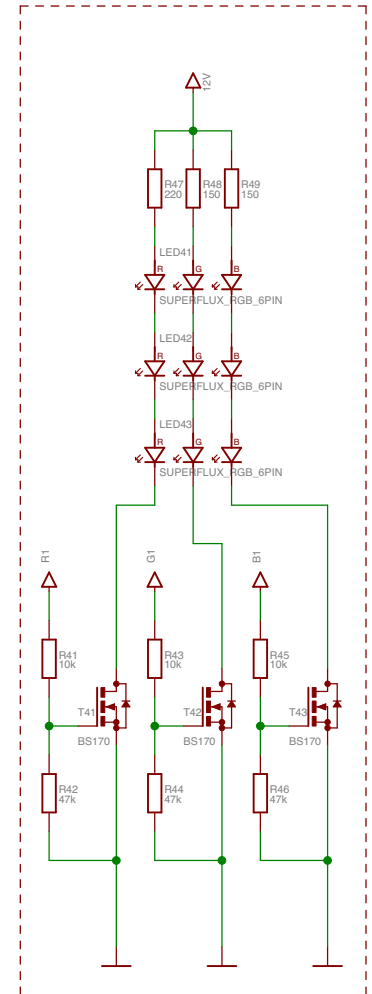 12V
R47
220
R48
150
R49
150
LED41
R
G
B
SUPERFLUX_RGB_6PIN
LED42
R
G
B
SUPERFLUX_RGB_6PIN
LED43
R
G
B
SUPERFLUX_RGB_6PIN
R1
G1
B1
R41
10k
R43
10k
R45
10k
T41
T42
T43
BS170
BS170
BS170
R42
47k
R44
47k
R46
47k